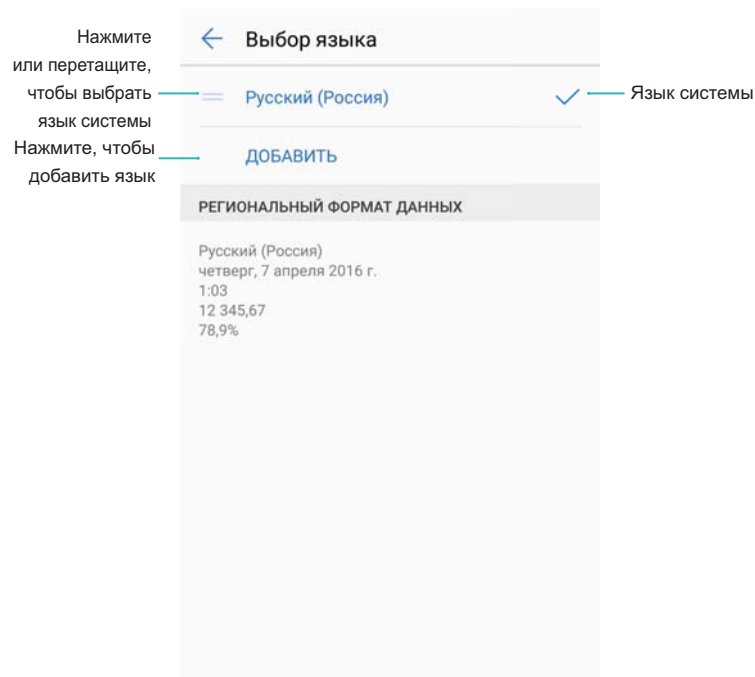 Нажмите
или перетащите,
чтобы выбрать
язык системы
Нажмите, чтобы
добавить язык
Выбор языка
Русский (Россия)
ДОБАВИТЬ
РЕГИОНАЛЬНЫЙ ФОРМАТ ДАННЫХ
Русский (Россия)
четверг, 7 апреля 2016 г.
1:03
12 345,67
78,9%
Язык системы